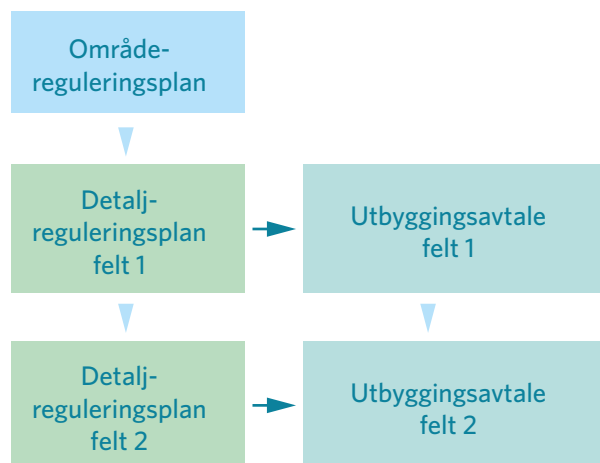 Område-
reguleringsplan
Detalj-
reguleringsplan
felt 1
Utbyggingsavtale
felt 1
Detalj-
reguleringsplan
felt 2
Utbyggingsavtale
felt 2